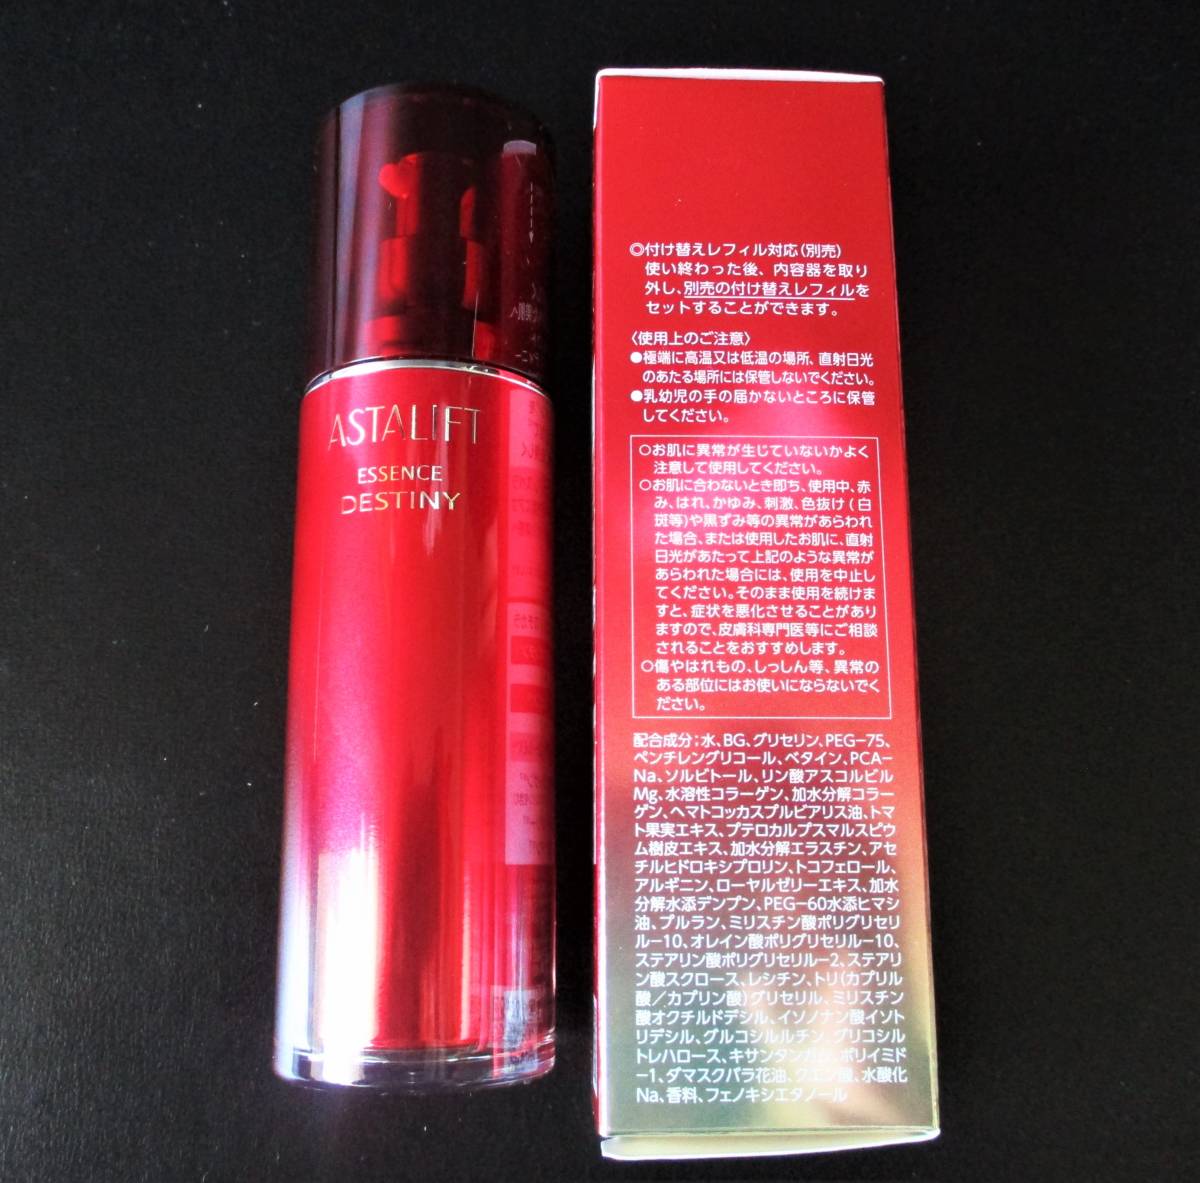 ASTALIFT
ESSENCE
DESTINY
◎付け替えレフィル対応(別売)
使い終わった後、内容器を取り
外し、別売の付け替えレフィルを
セットすることができます。
〈使用上のご注意〉
●極端に高温又は低温の場所、直射日光
のあたる場所には保管しないでください。
●乳幼児の手の届かないところに保管
してください。
○お肌に異常が生じていないかよく
注意して使用してください。
○お肌に合わないとき即ち、使用中、赤
み、はれ、かゆみ、刺激、色抜け(白
斑等)や黒ずみ等の異常があらわれ
た場合、または使用したお肌に、直射
日光があたって上記のような異常が
あらわれた場合には、使用を中止し
てください。そのまま使用を続けま
すと、症状を悪化させることがあり
ますので、皮膚科専門医等にご相談
されることをおすすめします。
○傷やはれもの、しっしん等、異常の
ある部位にはお使いにならないでく
ださい。
配合成分;水、BG、グリセリン、PEG-75、
ペンチレングリコール、ベタイン、PCA-
Na、ソルビトール、リン酸アスコルビル
Mg、水溶性コラーゲン、加水分解コラー
ゲン、ヘマトコッカスプルビアリス油、トマ
ト果実エキス、プテロカルプスマルスピウ
ム樹皮エキス、加水分解エラスチン、アセ
チルヒドロキシプロリン、トコフェロール、
アルギニン、ローヤルゼリーエキス、加水
分解水添デンプン、PEG-60水添ヒマシ
油、プルラン、ミリスチン酸ポリグリセリ
ル-10、オレイン酸ポリグリセリル-10、
ステアリン酸ポリグリセリル-2、ステアリ
ン酸スクロース、レシチン、トリ(カプリル
酸/カプリン酸)グリセリル、ミリスチン
酸オクチルドデシル、イソノナン酸イソト
リデシル、グルコシルルチン、グリコシル
トレハロース、キサンタンガム、ポリイミド
-1、ダマスクバラ花油、クエン酸、水酸化
Na、香料、フェノキシエタノール